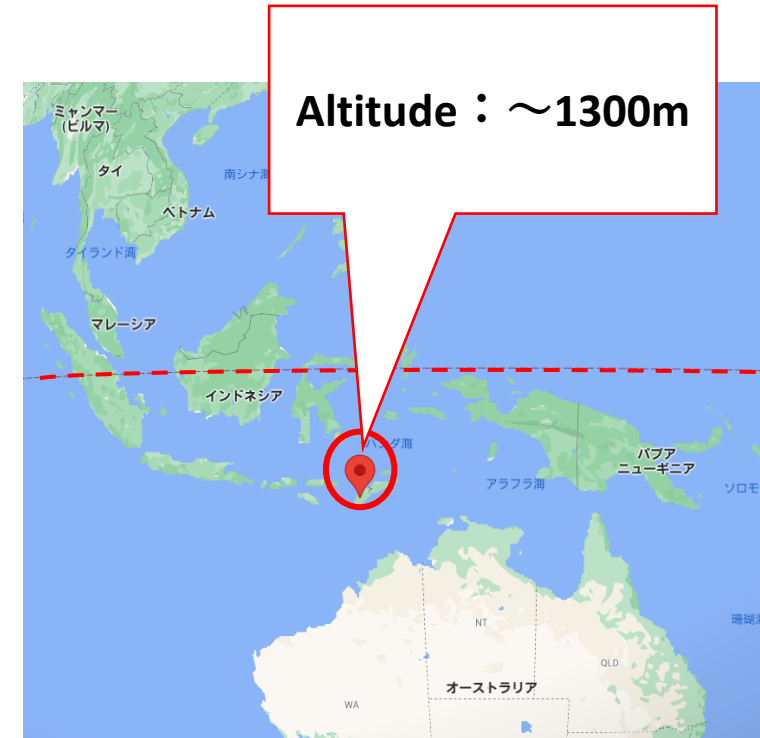 Altitude：～1300m
ミャンマー
(ビルマ)
タイ
南シナ海
ベトナム
タイランド湾
マレーシア
インドネシア
バンダ海
パプア
ニューギニア
アラフラ海
ソロモ
珊瑚海
NT
QLD
オーストラリア
WA